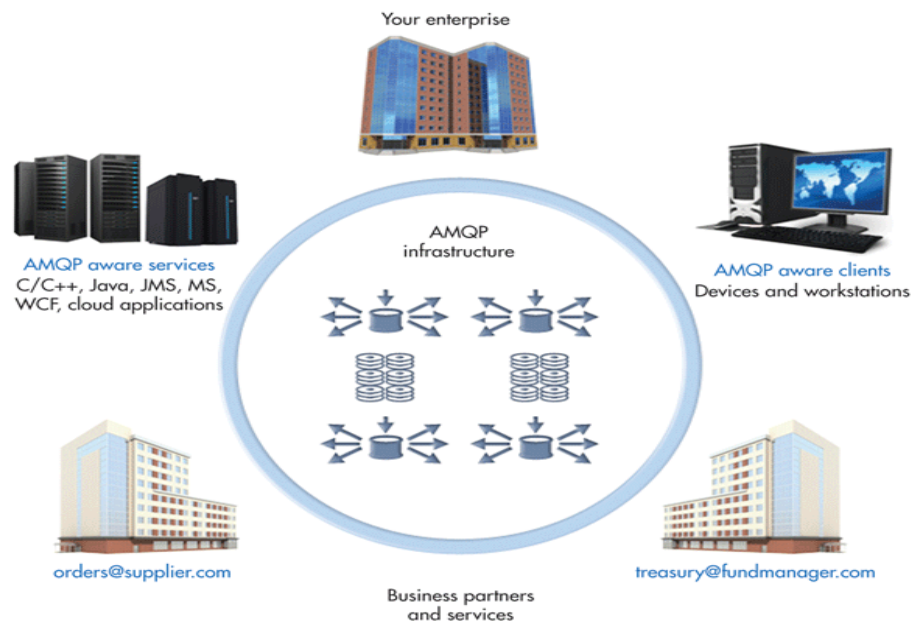 Your enterprise
AMQP
infrastructure
AMQP aware services
C/C++, Java, JMS, MS,
WCF, cloud applications
AMQP aware clients
Devices and workstations
orders@supplier.com
treasury@fundmanager.com
Business partners
and services